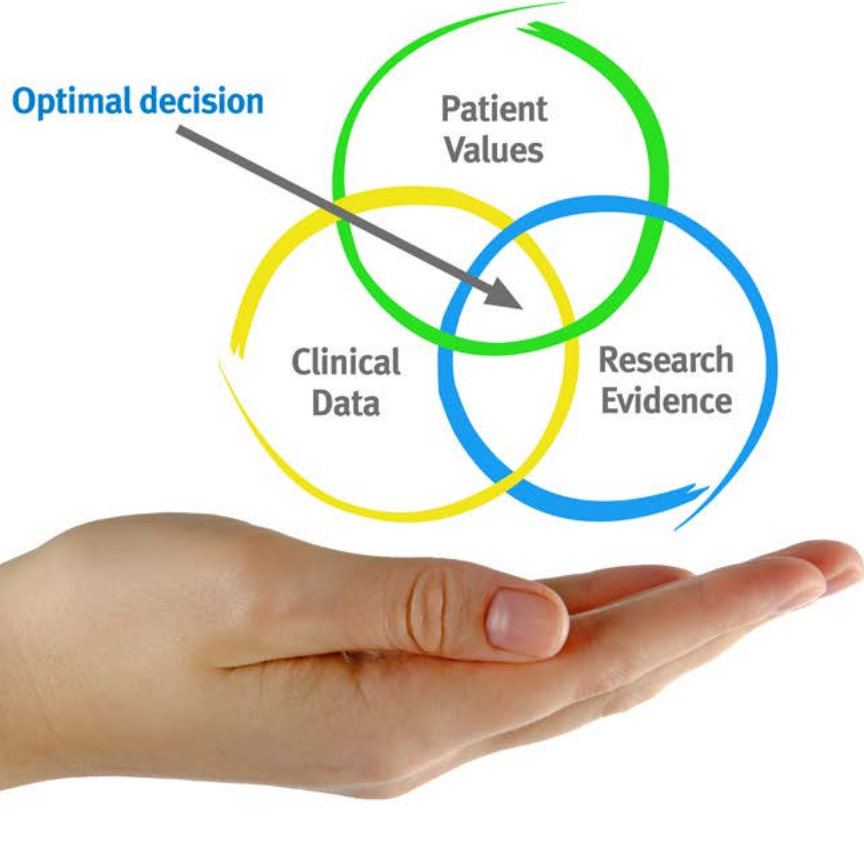 Optimal decision
Patient
Values
Clinical
Data
Research
Evidence